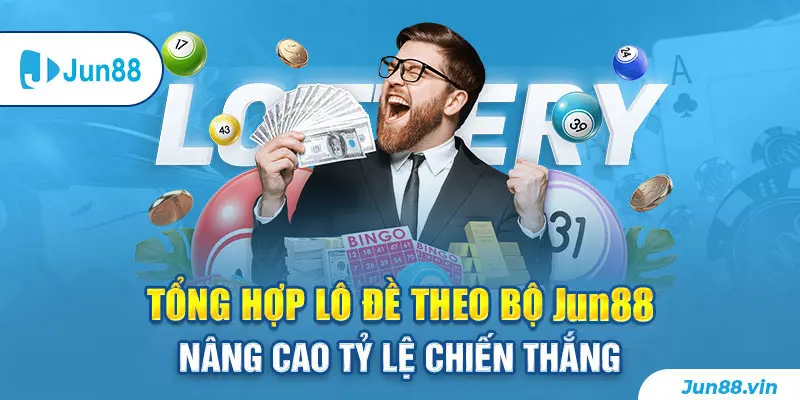 Jun88
LOTTERY
17
24
43
39
31
BINGO
BINGO
A
TỔNG HỢP LÔ ĐỀ THEO BỘ Jun88
NÂNG CAO TỶ LỆ CHIẾN THẮNG
Jun88.vin